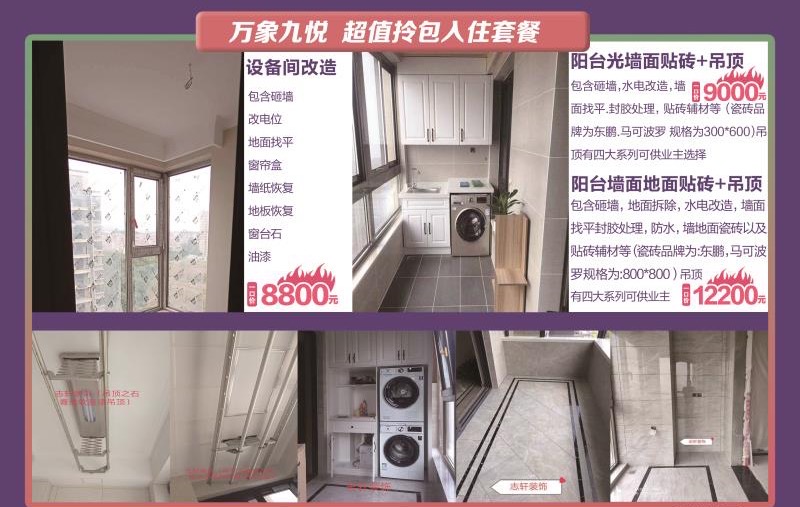 万象九悦 超值拎包入住套餐
设备间改造
包含砸墙
改电位
地面找平
窗帘盒
墙纸恢复
地板恢复
窗台石
油漆
一口价8800元
阳台光墙面贴砖+吊顶
包含砸墙,水电改造,墙
一口价9000元
面找平.封胶处理,贴砖辅材等(瓷砖品
牌为东鹏.马可波罗 规格为300*600)吊
顶有四大系列可供业主选择
阳台墙面地面贴砖+吊顶
包含砸墙,地面拆除,水电改造,墙面
找平封胶处理,防水,墙地面瓷砖以及
贴砖辅材等(瓷砖品牌为:东鹏,马可波
罗规格为:800*800)吊顶
有四大系列可供业主
一口价12200元
志轩装饰